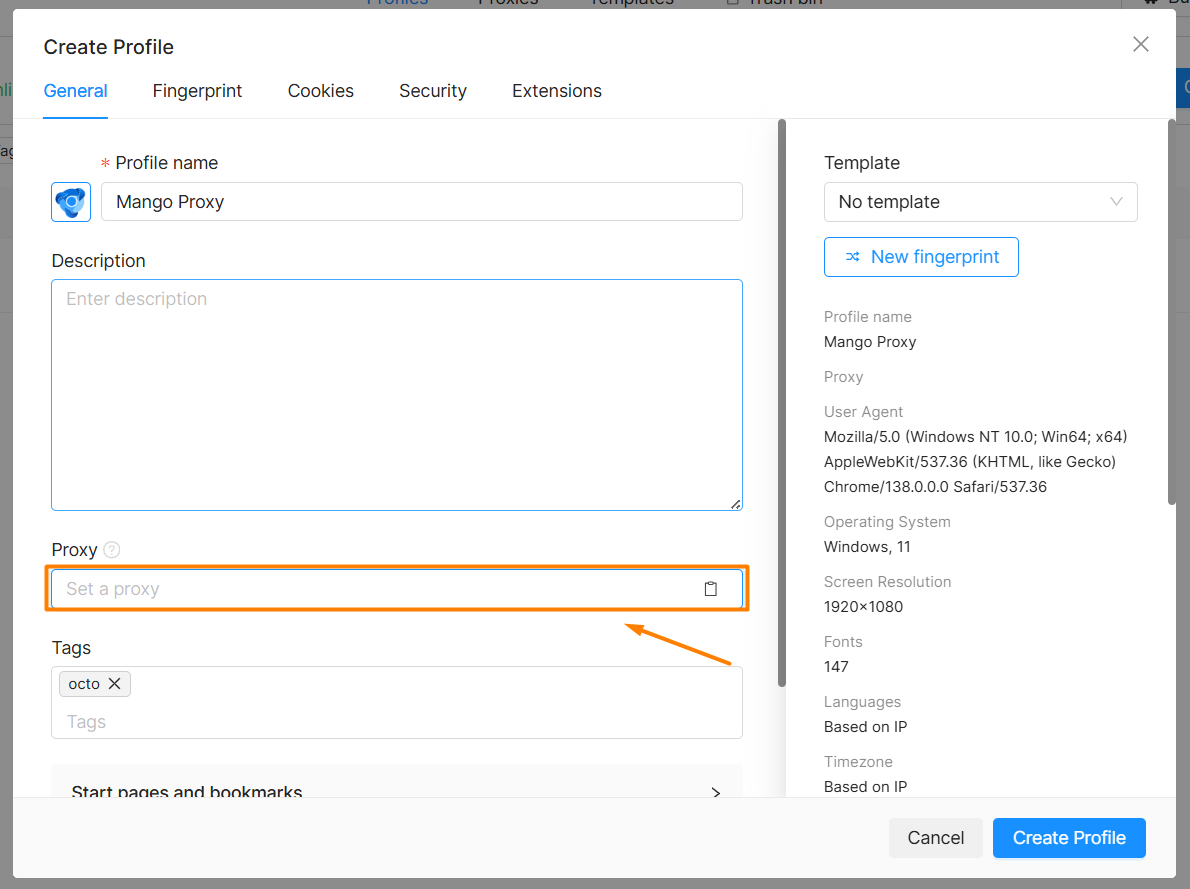 Profiles Proxies Templates Trash bin
Create Profile
General Fingerprint Cookies Security Extensions
* Profile name
Mango Proxy
Description
Enter description
Proxy ?
Set a proxy
Tags
octo
Tags
Start pages and bookmarks
Template
No template
New fingerprint
Profile name
Mango Proxy
Proxy
User Agent
Mozilla/5.0 (Windows NT 10.0; Win64; x64)
AppleWebKit/537.36 (KHTML, like Gecko)
Chrome/138.0.0.0 Safari/537.36
Operating System
Windows, 11
Screen Resolution
1920×1080
Fonts
147
Languages
Based on IP
Timezone
Based on IP
Cancel Create Profile